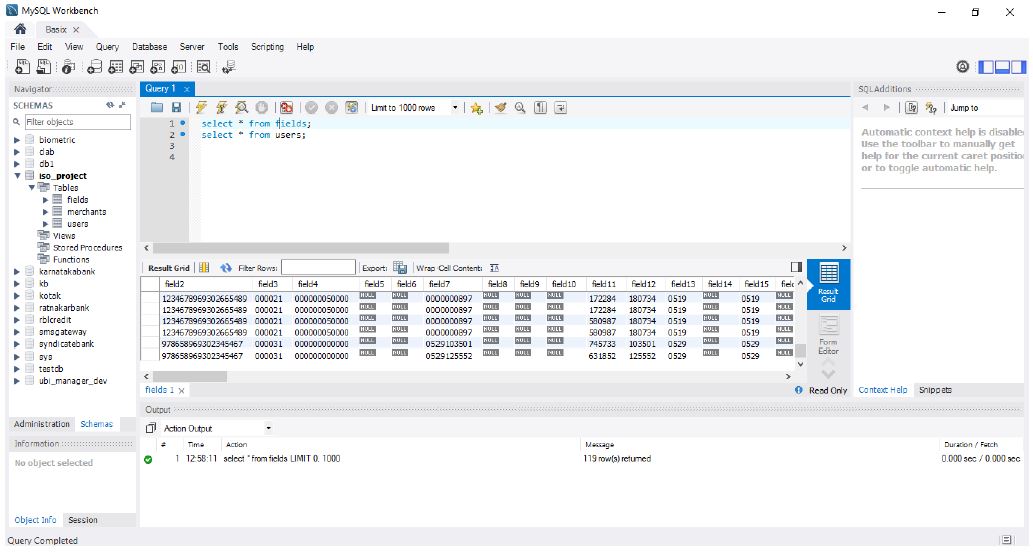 MySQL Workbench
Basix
File Edit View Query Database Server Tools Scripting Help
Navigator
SCHEMAS
Filter objects
biometric
dab
db1
iso_project
Tables
fields
merchants
users
Views
Stored Procedures
Functions
karnatakabank
kb
kotak
ratnakarbank
rblcredit
smsgateway
syndicatebank
sys
testdb
ubi_manager_dev
Administration Schemas
Information
No object selected
Object Info Session
Query Completed
Query 1
Limit to 1000 rows
1 select * from fields;
2 select * from users;
3
4
Result Grid Filter Rows: Export: Wrap Cell Content:
field2 field3 field4 field5 field6 field7 field8 field9 field10 field11 field12 field13 field14 field15
1234678969302665489 000021 000000050000 NULL NULL 0000000897 NULL NULL NULL 172284 180734 0519 NULL 0519 NULL
1234678969302665489 000021 000000050000 NULL NULL 0000000897 NULL NULL NULL 172284 180734 0519 NULL 0519 NULL
1234678969302665489 000021 000000050000 NULL NULL 0000000897 NULL NULL NULL 580987 180734 0519 NULL 0519 NULL
1234678969302665489 000021 000000050000 NULL NULL 0000000897 NULL NULL NULL 580987 180734 0519 NULL 0519 NULL
978658969302345467 000031 000000000000 NULL NULL 0529103501 NULL NULL NULL 745733 103501 0529 NULL 0529 NULL
978658969302345467 000031 000000000000 NULL NULL 0529125552 NULL NULL NULL 631852 125552 0529 NULL 0529 NULL
Result
Grid
Form
Editor
fields 1
Read Only
SQLAdditions
Jump to
Automatic context help is disable
Use the toolbar to manually get
help for the current caret positio
or to toggle automatic help.
Context Help Snippets
Output
Action Output
# Time Action Message Duration / Fetch
1 12:58:11 select * from fields LIMIT 0, 1000 119 row(s) returned 0.000 sec / 0.000 sec